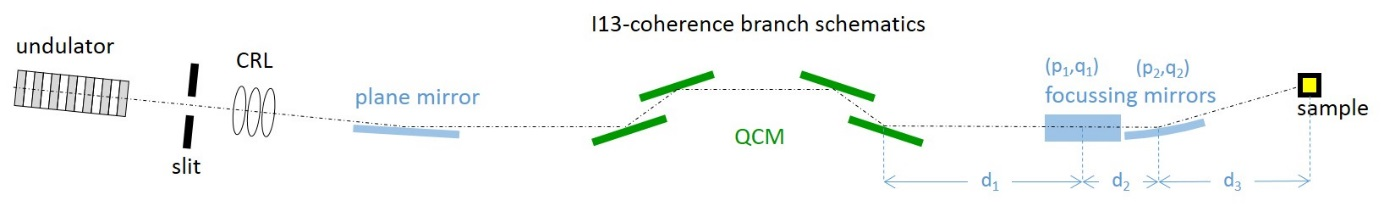 I13-coherence branch schematics
undulator
CRL
slit
plane mirror
QCM
(p₁,q₁)
(p₂,q₂)
focussing mirrors
sample
d₁
d₂
d₃